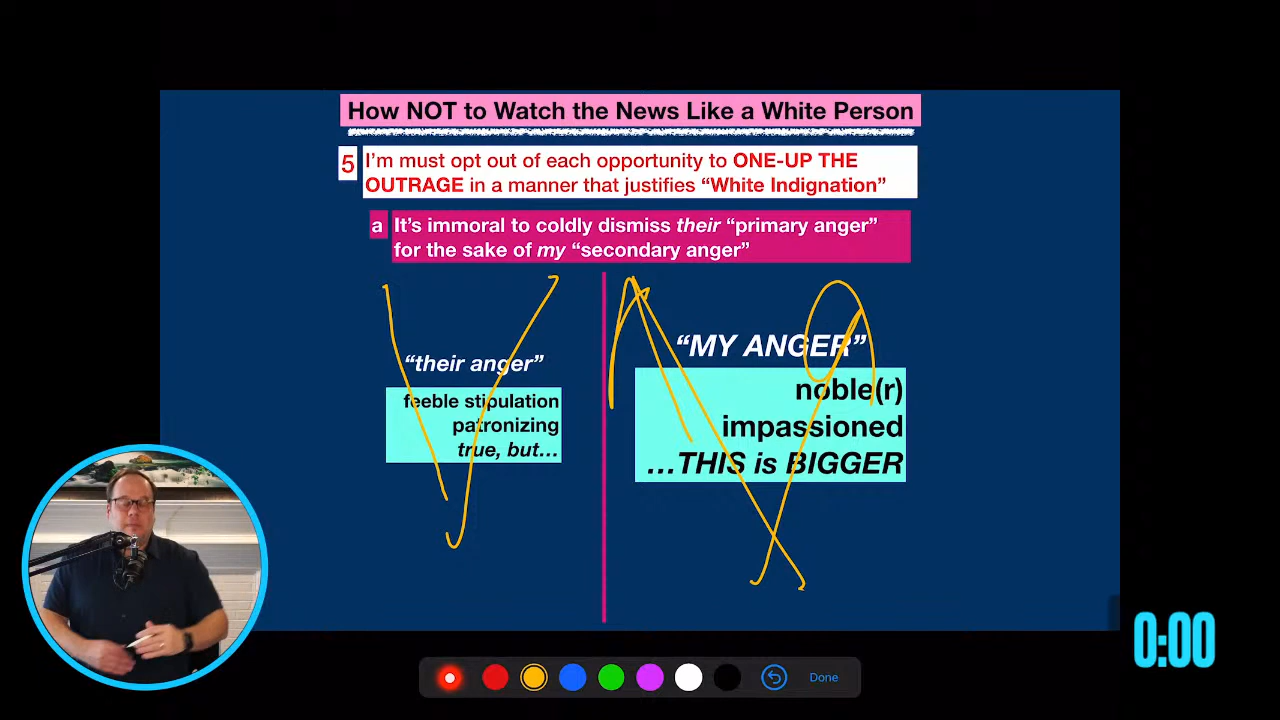 How NOT to Watch the News Like a White Person
5
I'm must opt out of each opportunity to ONE-UP THE
OUTRAGE in a manner that justifies “White Indignation”
a
It's immoral to coldly dismiss their “primary anger”
for the sake of my “secondary anger”
“their anger”
feeble stipulation
patronizing
true, but…
“MY ANGER”
noble(r)
impassioned
…THIS is BIGGER
0:00
Done